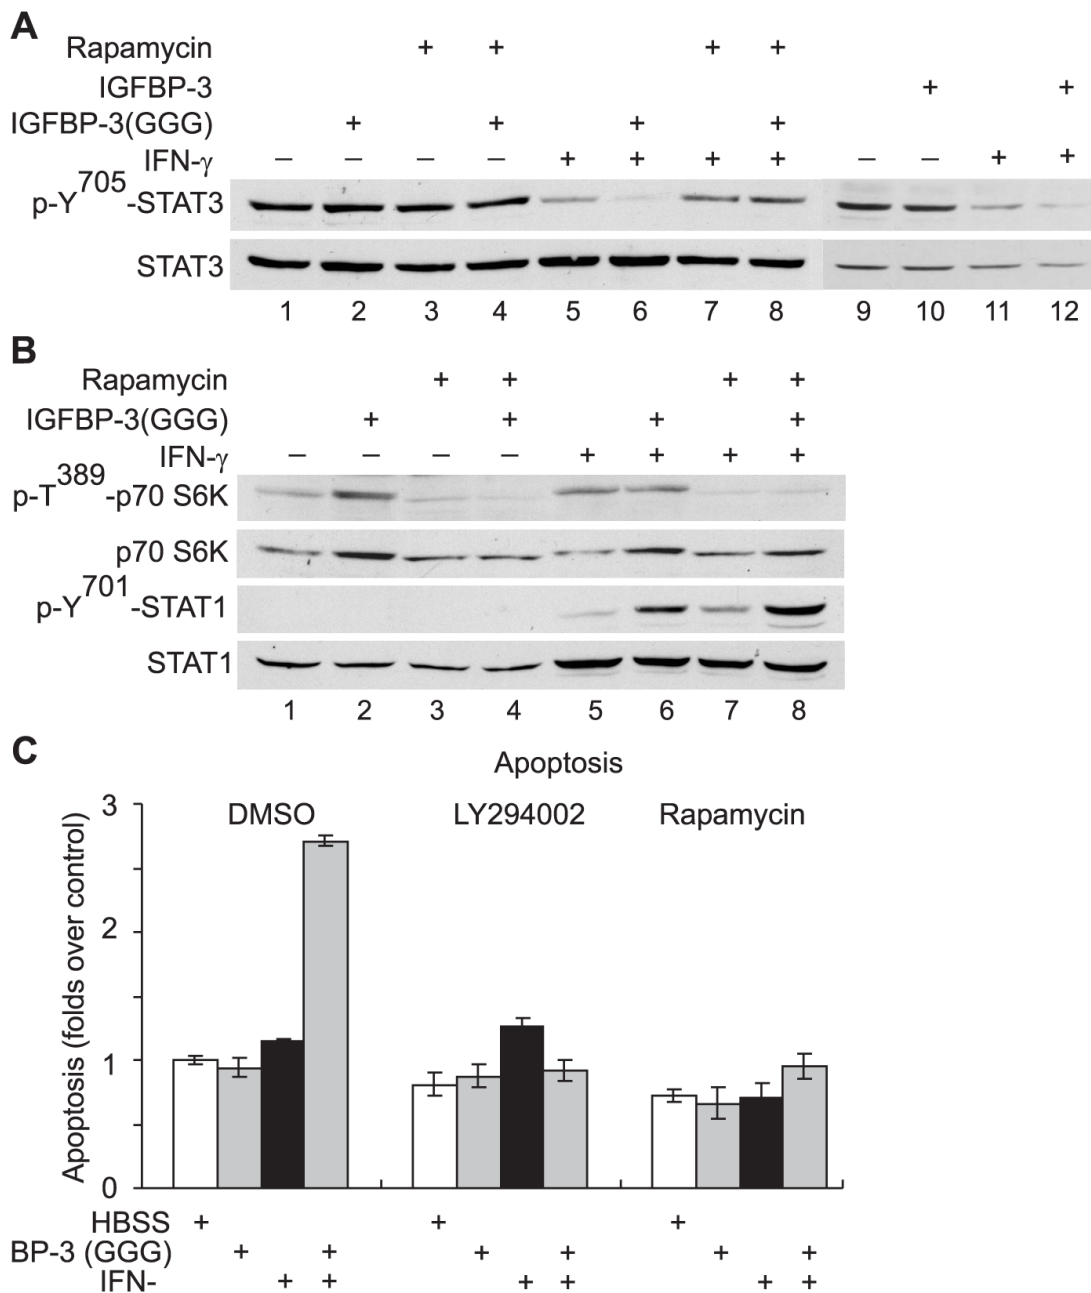 A
Rapamycin + + + +
IGFBP-3 + +
IGFBP-3(GGG) + + + +
IFN-γ – – – – + + + + – – + +
p-Y705-STAT3
STAT3
1 2 3 4 5 6 7 8 9 10 11 12
B
Rapamycin + + + +
IGFBP-3(GGG) + + + +
IFN-γ – – – – + + + +
p-T389-p70 S6K
p70 S6K
p-Y701-STAT1
STAT1
1 2 3 4 5 6 7 8
C
Apoptosis
DMSO LY294002 Rapamycin
Apoptosis (folds over control)
3
2
1
0
HBSS + + +
BP-3 (GGG) + + + + + +
IFN- + + + + + +